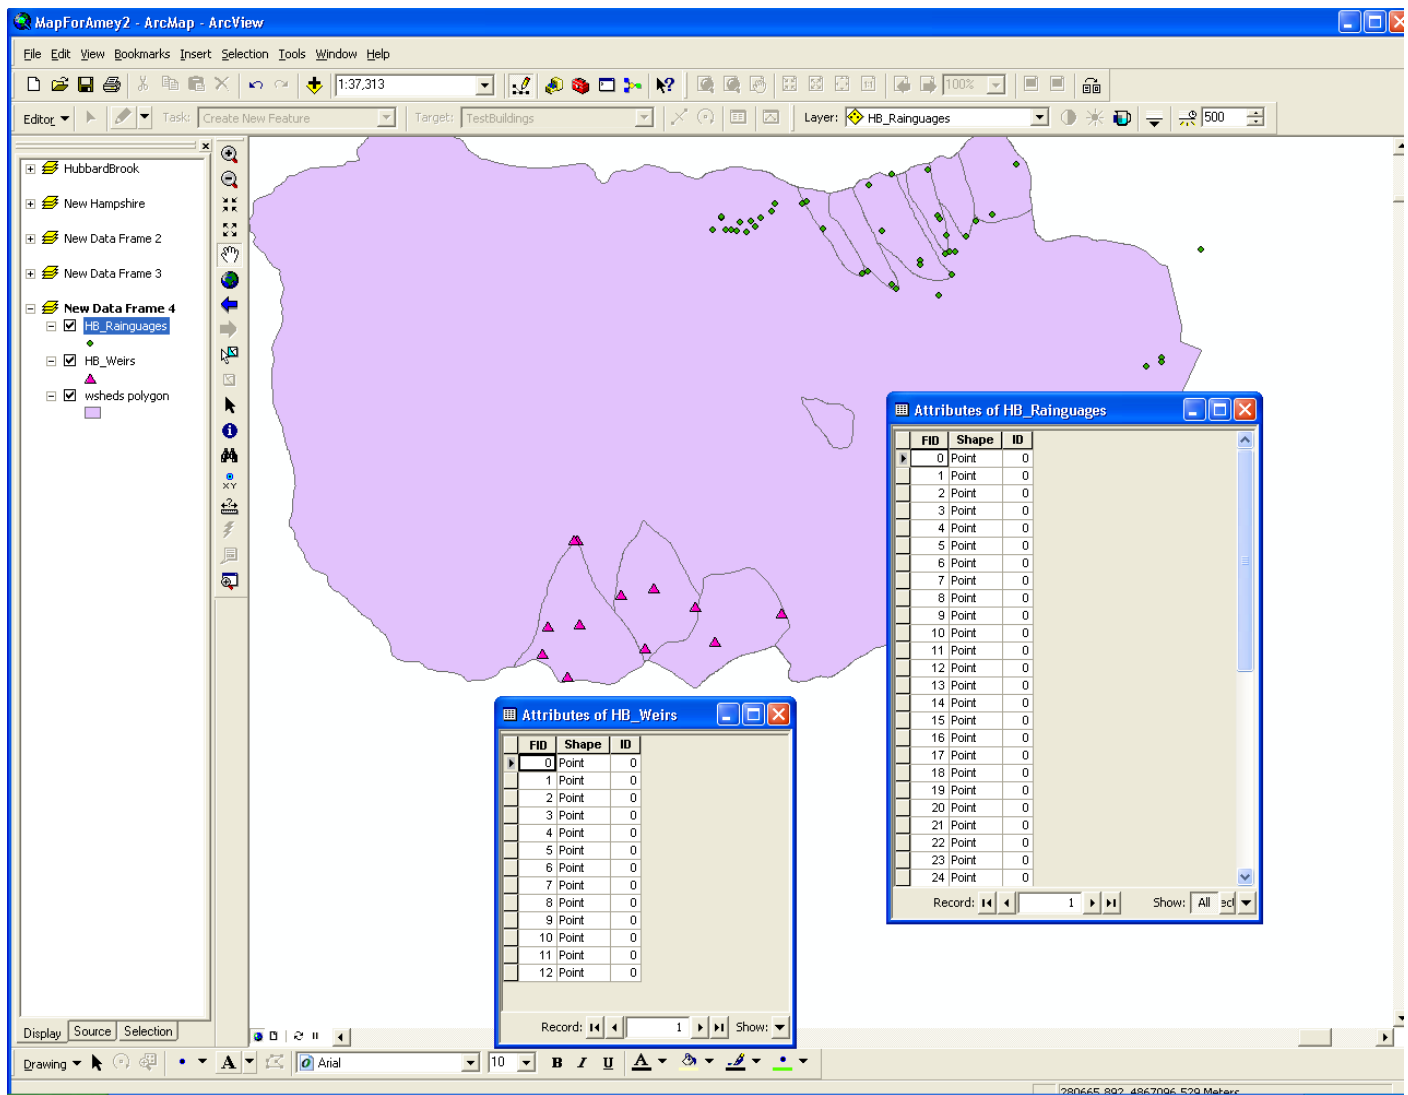 MapForAmey2 - ArcMap - ArcView
File Edit View Bookmarks Insert Selection Tools Window Help
1:37,313
100%
Editor Task: Create New Feature Target: TestBuildings Layer: HB_Rainguages 500
HubbardBrook
New Hampshire
New Data Frame 2
New Data Frame 3
New Data Frame 4
HB_Rainguages
HB_Weirs
wsheds polygon
Attributes of HB_Rainguages
FID Shape ID
0 Point 0
1 Point 0
2 Point 0
3 Point 0
4 Point 0
5 Point 0
6 Point 0
7 Point 0
8 Point 0
9 Point 0
10 Point 0
11 Point 0
12 Point 0
13 Point 0
14 Point 0
15 Point 0
16 Point 0
17 Point 0
18 Point 0
19 Point 0
20 Point 0
21 Point 0
22 Point 0
23 Point 0
24 Point 0
Record: 1 Show: All
Attributes of HB_Weirs
FID Shape ID
0 Point 0
1 Point 0
2 Point 0
3 Point 0
4 Point 0
5 Point 0
6 Point 0
7 Point 0
8 Point 0
9 Point 0
10 Point 0
11 Point 0
12 Point 0
Record: 1 Show:
Display Source Selection
Drawing A Arial 10 B I U A
280665.892 4867096.529 Meters